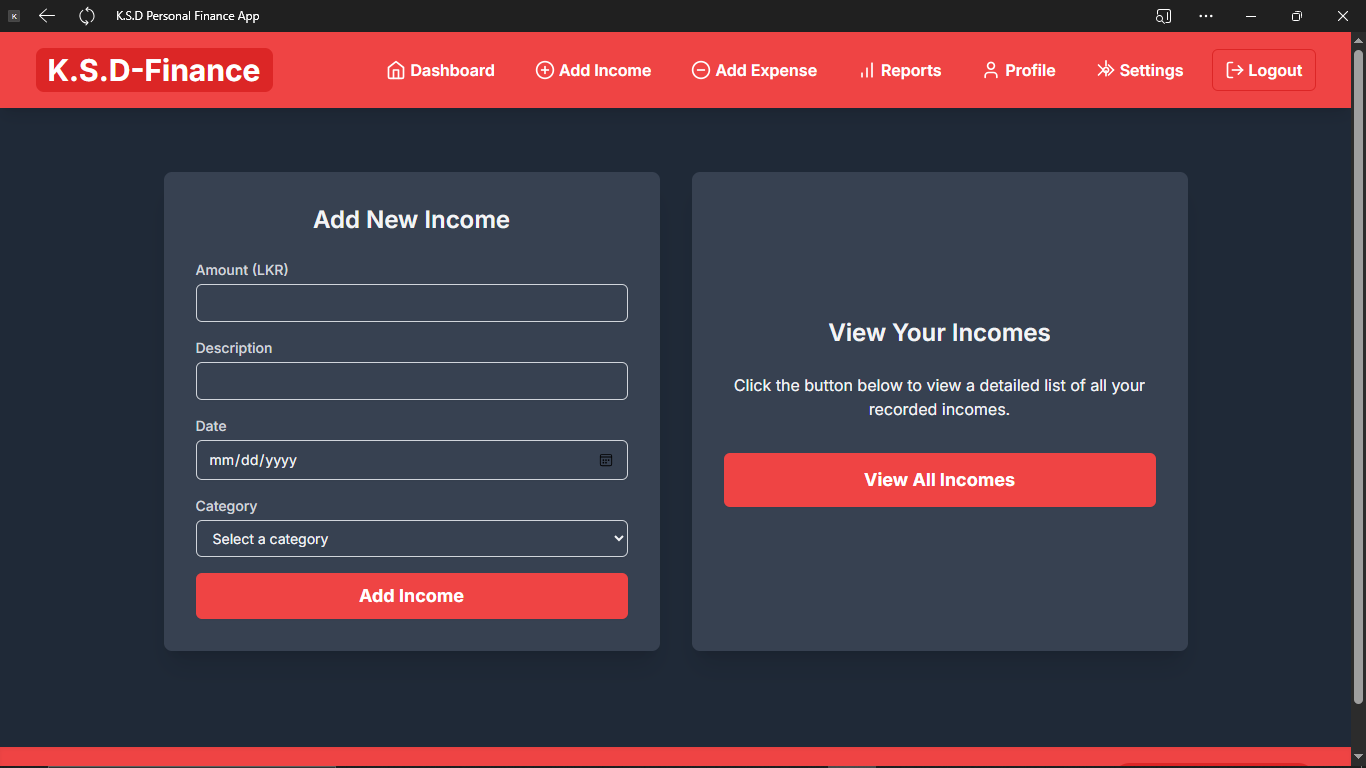 K
K.S.D Personal Finance App
K.S.D-Finance
Dashboard
Add Income
Add Expense
Reports
Profile
Settings
Logout
Add New Income
Amount (LKR)
Description
Date
mm/dd/yyyy
Category
Select a category
Add Income
View Your Incomes
Click the button below to view a detailed list of all your
recorded incomes.
View All Incomes